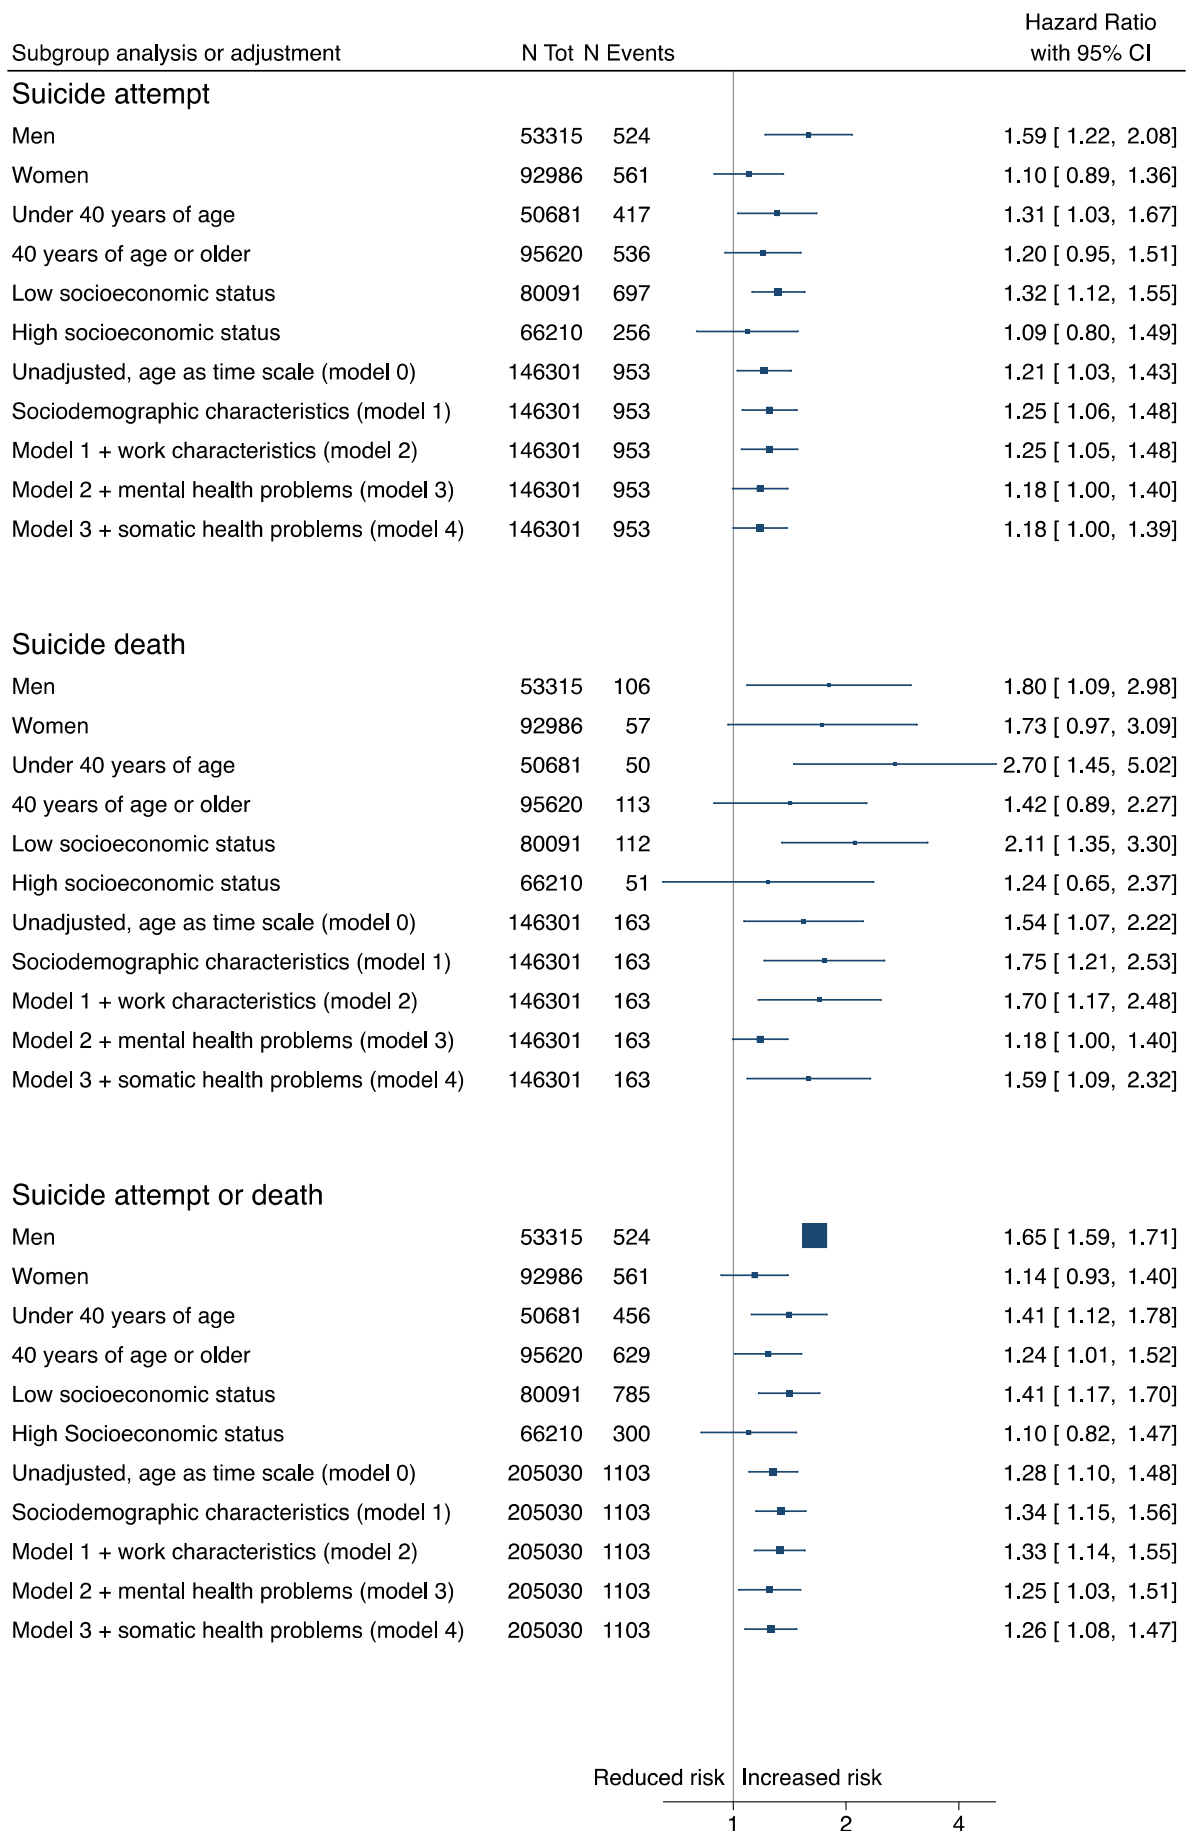 Hazard Ratio
Subgroup analysis or adjustment N Tot N Events with 95% CI
Suicide attempt
Men 53315 524 1.59 [ 1.22, 2.08]
Women 92986 561 1.10 [ 0.89, 1.36]
Under 40 years of age 50681 417 1.31 [ 1.03, 1.67]
40 years of age or older 95620 536 1.20 [ 0.95, 1.51]
Low socioeconomic status 80091 697 1.32 [ 1.12, 1.55]
High socioeconomic status 66210 256 1.09 [ 0.80, 1.49]
Unadjusted, age as time scale (model 0) 146301 953 1.21 [ 1.03, 1.43]
Sociodemographic characteristics (model 1) 146301 953 1.25 [ 1.06, 1.48]
Model 1 + work characteristics (model 2) 146301 953 1.25 [ 1.05, 1.48]
Model 2 + mental health problems (model 3) 146301 953 1.18 [ 1.00, 1.40]
Model 3 + somatic health problems (model 4) 146301 953 1.18 [ 1.00, 1.39]
Suicide death
Men 53315 106 1.80 [ 1.09, 2.98]
Women 92986 57 1.73 [ 0.97, 3.09]
Under 40 years of age 50681 50 2.70 [ 1.45, 5.02]
40 years of age or older 95620 113 1.42 [ 0.89, 2.27]
Low socioeconomic status 80091 112 2.11 [ 1.35, 3.30]
High socioeconomic status 66210 51 1.24 [ 0.65, 2.37]
Unadjusted, age as time scale (model 0) 146301 163 1.54 [ 1.07, 2.22]
Sociodemographic characteristics (model 1) 146301 163 1.75 [ 1.21, 2.53]
Model 1 + work characteristics (model 2) 146301 163 1.70 [ 1.17, 2.48]
Model 2 + mental health problems (model 3) 146301 163 1.18 [ 1.00, 1.40]
Model 3 + somatic health problems (model 4) 146301 163 1.59 [ 1.09, 2.32]
Suicide attempt or death
Men 53315 524 1.65 [ 1.59, 1.71]
Women 92986 561 1.14 [ 0.93, 1.40]
Under 40 years of age 50681 456 1.41 [ 1.12, 1.78]
40 years of age or older 95620 629 1.24 [ 1.01, 1.52]
Low socioeconomic status 80091 785 1.41 [ 1.17, 1.70]
High Socioeconomic status 66210 300 1.10 [ 0.82, 1.47]
Unadjusted, age as time scale (model 0) 205030 1103 1.28 [ 1.10, 1.48]
Sociodemographic characteristics (model 1) 205030 1103 1.34 [ 1.15, 1.56]
Model 1 + work characteristics (model 2) 205030 1103 1.33 [ 1.14, 1.55]
Model 2 + mental health problems (model 3) 205030 1103 1.25 [ 1.03, 1.51]
Model 3 + somatic health problems (model 4) 205030 1103 1.26 [ 1.08, 1.47]
Reduced risk Increased risk
1 2 4